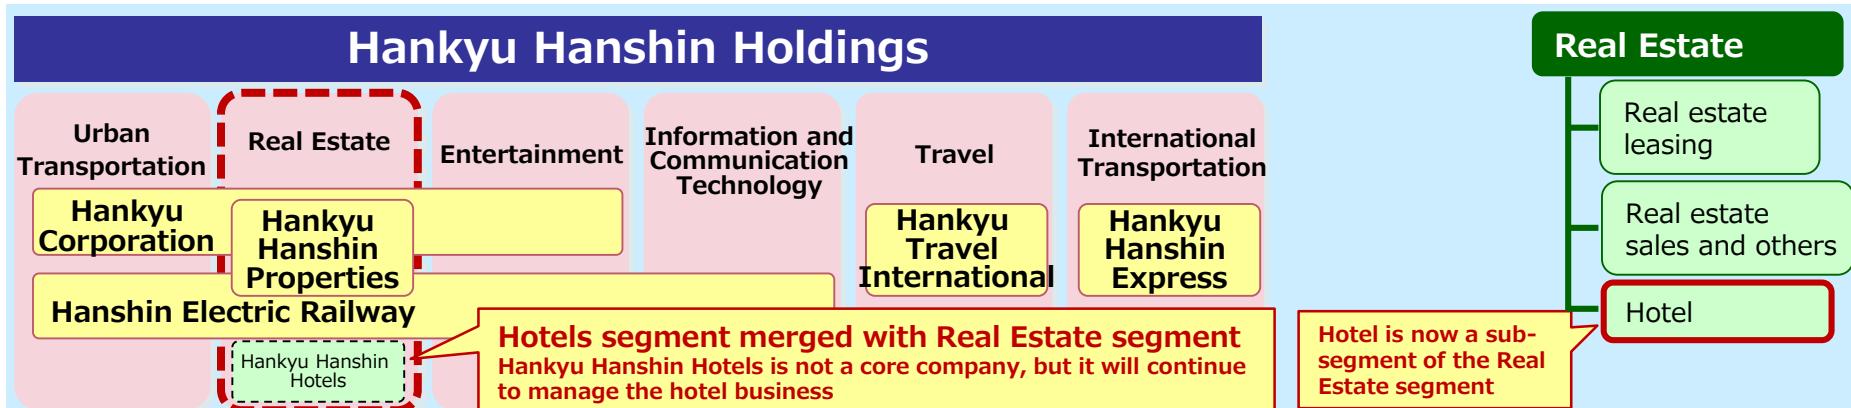 Hankyu Hanshin Holdings
Urban
Transportation
Real Estate
Entertainment
Information and
Communication
Technology
Travel
International
Transportation
Hankyu
Corporation
Hankyu
Hanshin
Properties
Hankyu
Travel
International
Hankyu
Hanshin
Express
Hanshin Electric Railway
Hankyu Hanshin
Hotels
Hotels segment merged with Real Estate segment
Hankyu Hanshin Hotels is not a core company, but it will continue
to manage the hotel business
Real Estate
Real estate
leasing
Real estate
sales and others
Hotel
Hotel is now a sub-
segment of the Real
Estate segment